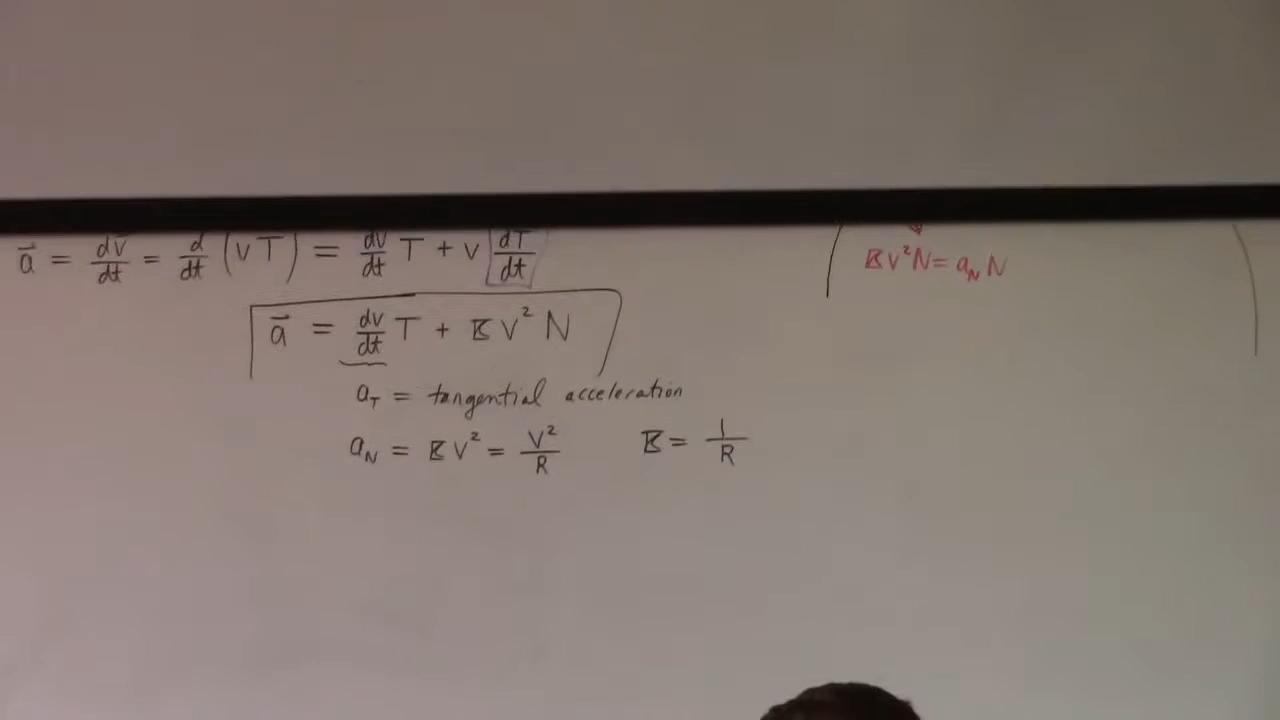 a⃗ = dv⃗/dt = d/dt (vT) = dv/dt T + v dT/dt
κv²N = a_N N
a⃗ = dv/dt T + κv²N
a_T = tangential acceleration
a_N = κv² = v²/R    κ = 1/R